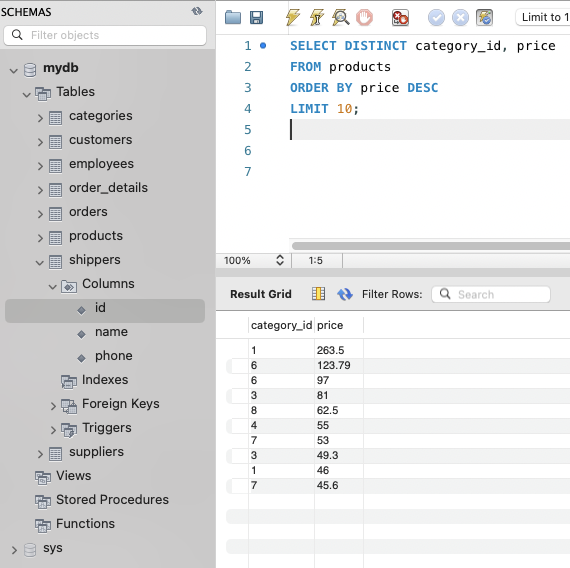 SCHEMAS
Filter objects
mydb
Tables
categories
customers
employees
order_details
orders
products
shippers
Columns
id
name
phone
Indexes
Foreign Keys
Triggers
suppliers
Views
Stored Procedures
Functions
sys
Limit to 1
1 SELECT DISTINCT category_id, price
2 FROM products
3 ORDER BY price DESC
4 LIMIT 10;
5
6
7
100% 1:5
Result Grid Filter Rows: Search
category_id price
1 263.5
6 123.79
6 97
3 81
8 62.5
4 55
7 53
3 49.3
1 46
7 45.6